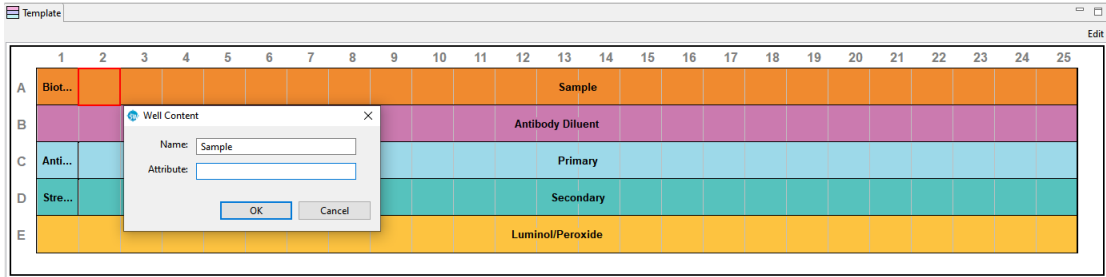 Template
Edit
1 2 3 4 5 6 7 8 9 10 11 12 13 14 15 16 17 18 19 20 21 22 23 24 25
A Biot... Sample
B Antibody Diluent
C Anti... Primary
D Stre... Secondary
E Luminol/Peroxide
Well Content
Name: Sample
Attribute:
OK Cancel